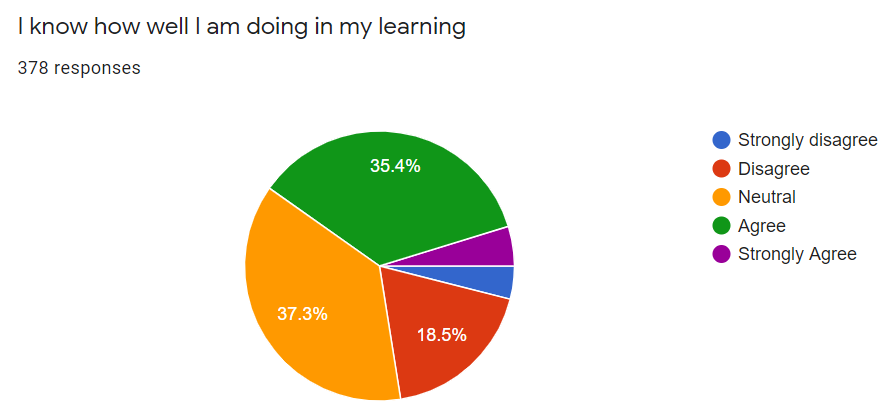 I know how well I am doing in my learning
378 responses
35.4%
37.3%
18.5%
Strongly disagree
Disagree
Neutral
Agree
Strongly Agree